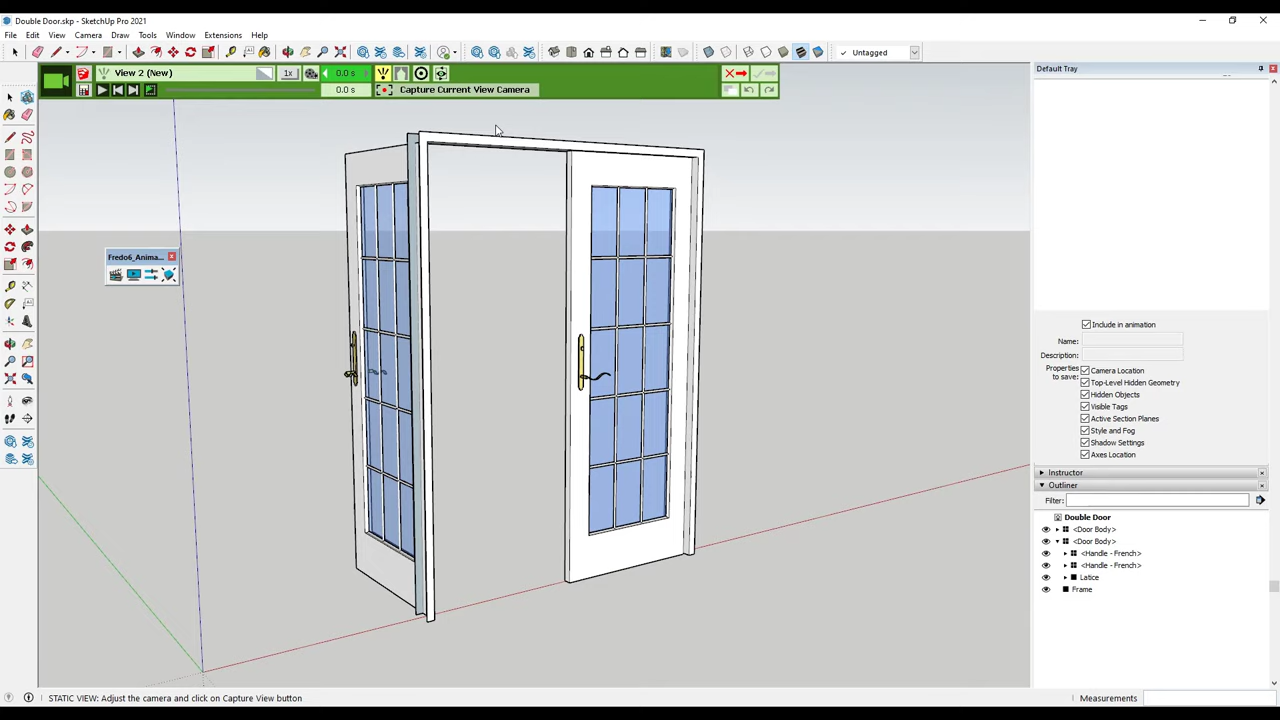 Double Door.skp - SketchUp Pro 2021
File Edit View Camera Draw Tools Window Extensions Help
Untagged
View 2 (New)
1x
0.0 s
0.0 s
Capture Current View Camera
Fredo6_Anima...
Default Tray
Include in animation
Name:
Description:
Properties to save:
Camera Location
Top-Level Hidden Geometry
Hidden Objects
Visible Tags
Active Section Planes
Style and Fog
Shadow Settings
Axes Location
Instructor
Outliner
Filter:
Double Door
<Door Body>
<Door Body>
<Handle - French>
<Handle - French>
Latice
Frame
STATIC VIEW: Adjust the camera and click on Capture View button
Measurements